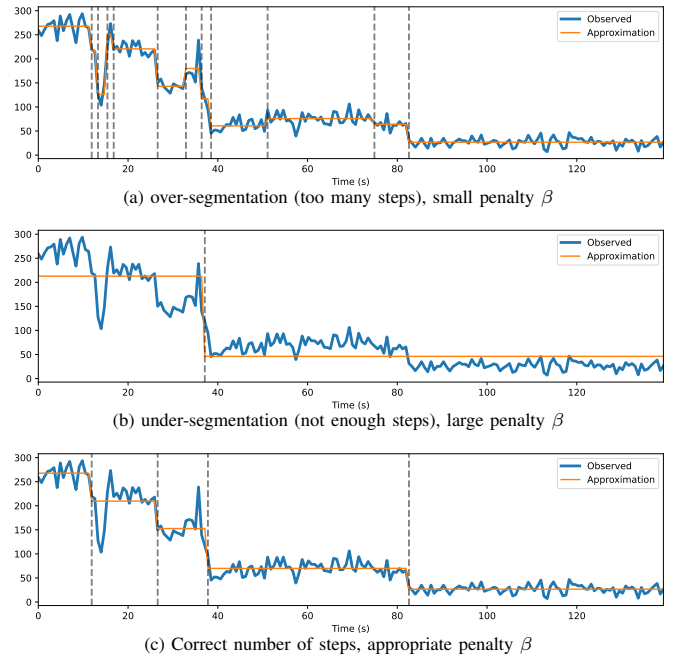 300
250
200
150
100
50
0
Observed
Approximation
0 20 40 60 80 100 120
Time (s)
(a) over-segmentation (too many steps), small penalty β
300
250
200
150
100
50
0
Observed
Approximation
0 20 40 60 80 100 120
Time (s)
(b) under-segmentation (not enough steps), large penalty β
300
250
200
150
100
50
0
Observed
Approximation
0 20 40 60 80 100 120
Time (s)
(c) Correct number of steps, appropriate penalty β